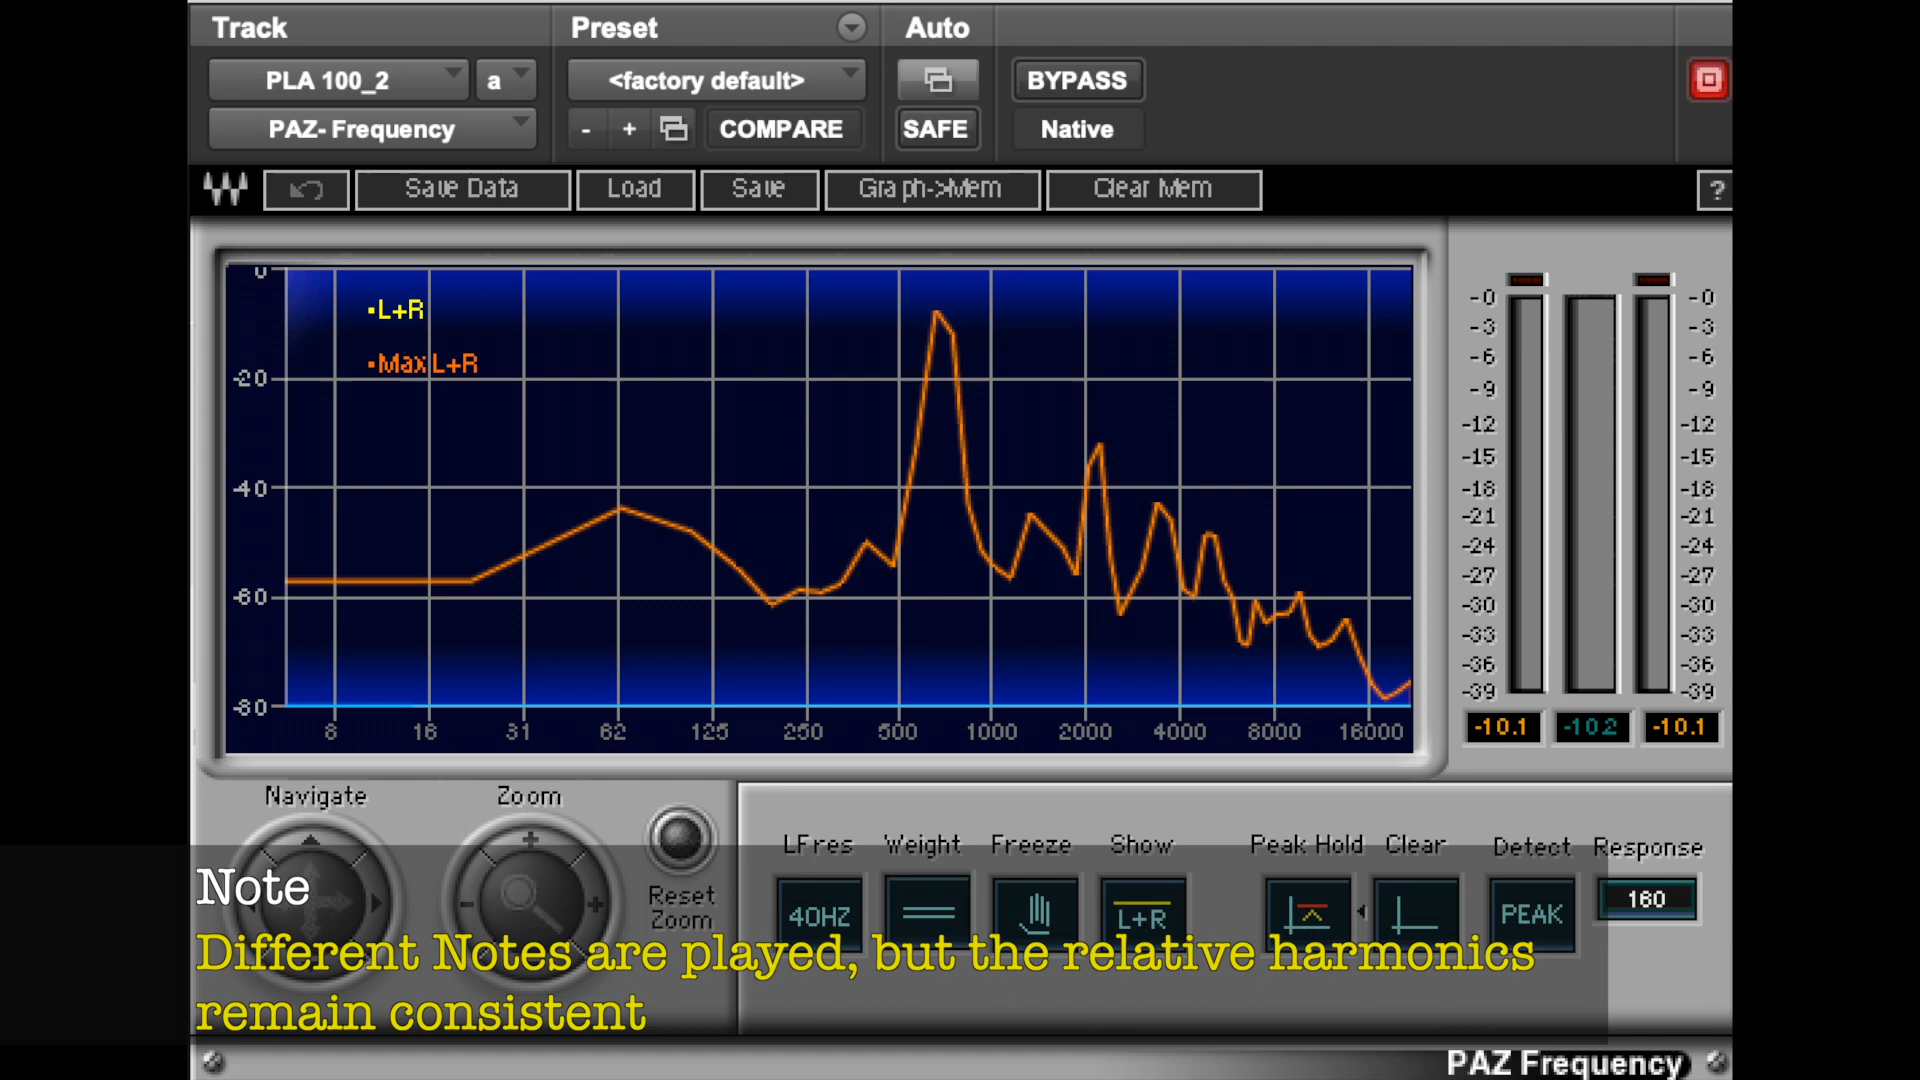 Track Preset Auto
PLA 100_2 a <factory default> BYPASS
PAZ- Frequency - + COMPARE SAFE Native
Save Data Load Save Graph->Mem Clear Mem ?
L+R
Max L+R
0
-20
-40
-60
-80
8 16 31 62 125 250 500 1000 2000 4000 8000 16000
-0 -0
-3 -3
-6 -6
-9 -9
-12 -12
-15 -15
-18 -18
-21 -21
-24 -24
-27 -27
-30 -30
-33 -33
-36 -36
-39 -39
-10.1 -10.2 -10.1
Navigate Zoom
Reset
Zoom
LF res Weight Freeze Show Peak Hold Clear Detect Response
40HZ L+R PEAK 160
Note
Different Notes are played, but the relative harmonics
remain consistent
PAZ Frequency